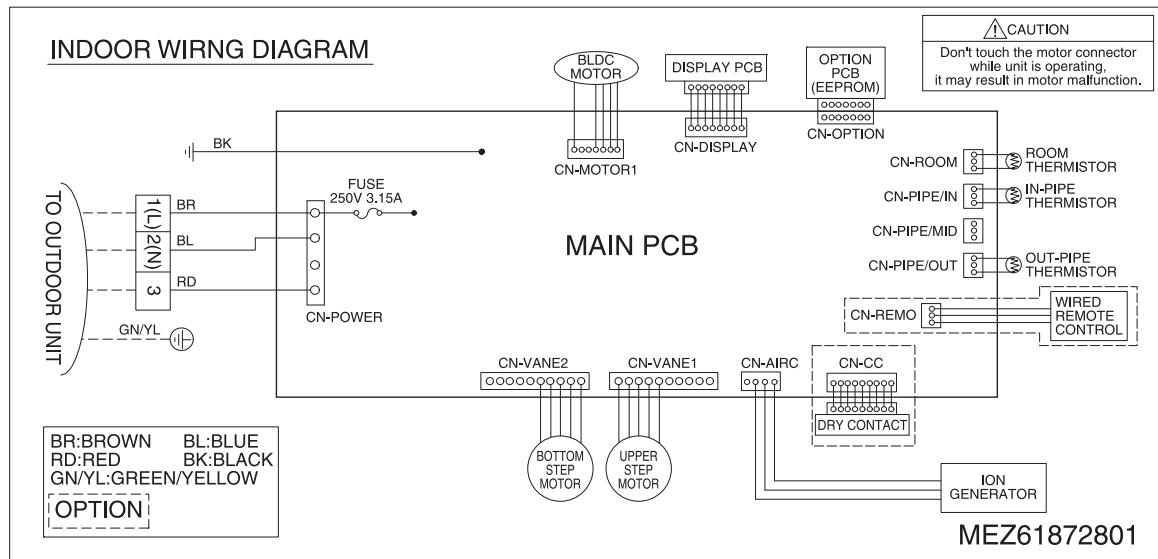 INDOOR WIRNG DIAGRAM
BLDC
MOTOR
DISPLAY PCB
OPTION
PCB
(EEPROM)
CAUTION
Don't touch the motor connector
while unit is operating,
it may result in motor malfunction.
CN-MOTOR1
CN-DISPLAY
CN-OPTION
BK
FUSE
250V 3.15A
TO OUTDOOR UNIT
1(L)
2(N)
3
BR
BL
RD
GN/YL
CN-POWER
MAIN PCB
CN-ROOM
ROOM
THERMISTOR
CN-PIPE/IN
IN-PIPE
THERMISTOR
CN-PIPE/MID
CN-PIPE/OUT
OUT-PIPE
THERMISTOR
CN-REMO
WIRED
REMOTE
CONTROL
CN-VANE2
CN-VANE1
CN-AIRC
CN-CC
DRY CONTACT
BOTTOM
STEP
MOTOR
UPPER
STEP
MOTOR
ION
GENERATOR
BR:BROWN BL:BLUE
RD:RED BK:BLACK
GN/YL:GREEN/YELLOW
OPTION
MEZ61872801